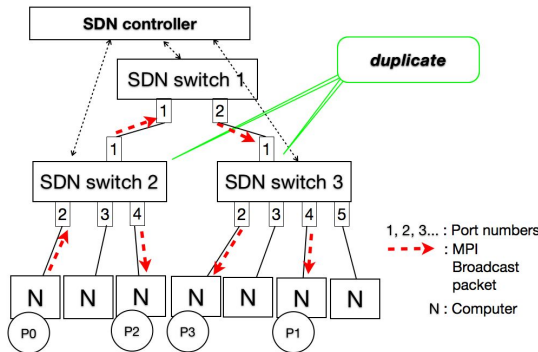 SDN controller
duplicate
SDN switch 1
1
2
1
1
SDN switch 2
SDN switch 3
2
3
4
2
3
4
5
1, 2, 3... : Port numbers
: MPI
Broadcast
packet
N : Computer
N
N
N
N
N
N
N
P0
P2
P3
P1